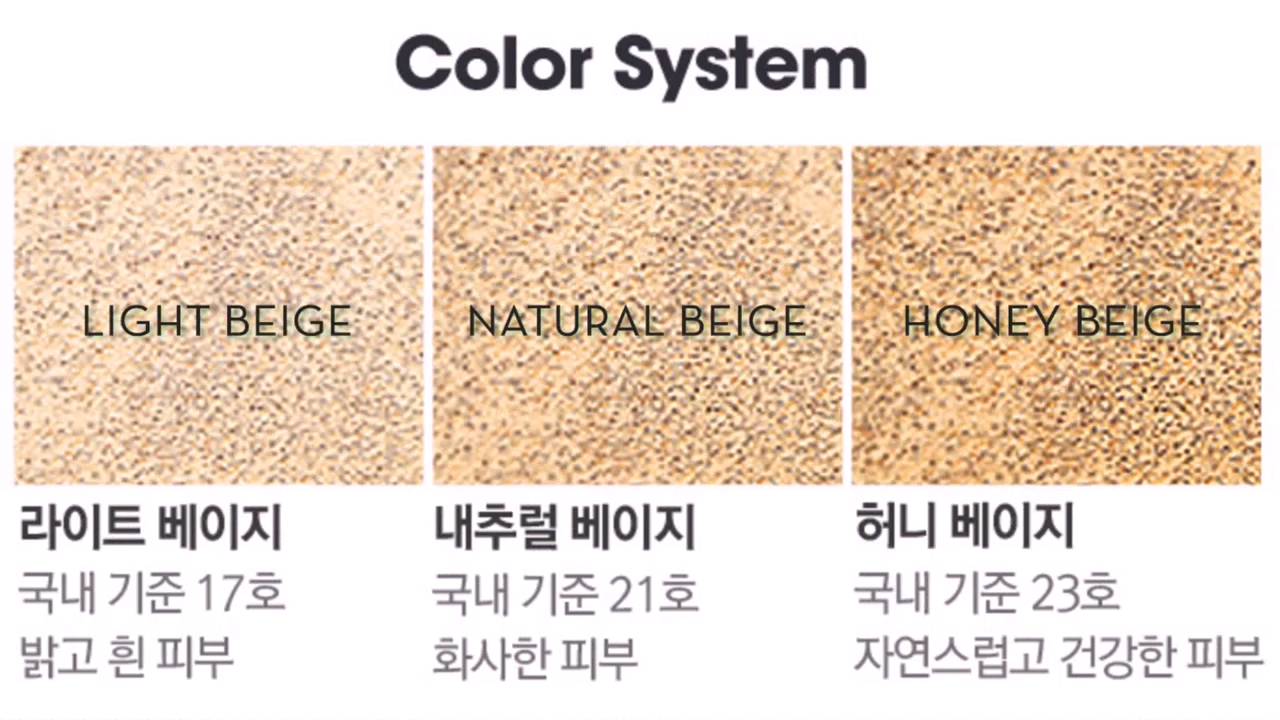 Color System
LIGHT BEIGE
NATURAL BEIGE
HONEY BEIGE
라이트 베이지
국내 기준 17호
밝고 흰 피부
내추럴 베이지
국내 기준 21호
화사한 피부
허니 베이지
국내 기준 23호
자연스럽고 건강한 피부